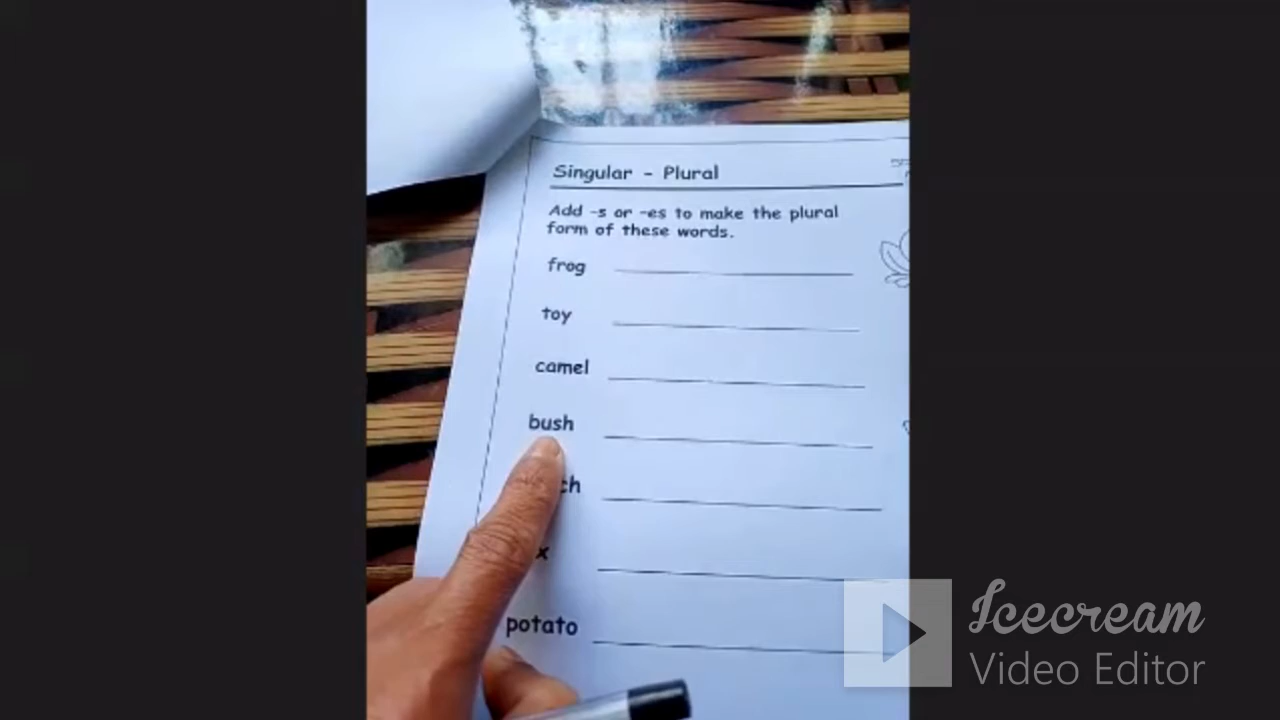 Singular - Plural
Add -s or -es to make the plural
form of these words.
frog
toy
camel
bush
potato
Icecream
Video Editor